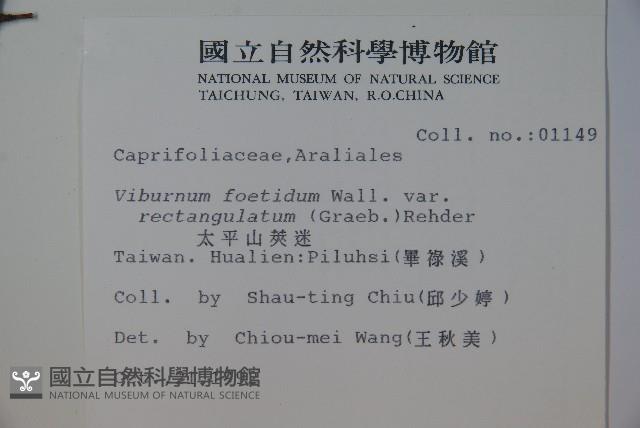 國立自然科學博物館
NATIONAL MUSEUM OF NATURAL SCIENCE
TAICHUNG, TAIWAN, R.O.CHINA
Coll. no.:01149
Caprifoliaceae,Araliales
Viburnum foetidum Wall. var.
rectangulatum (Graeb.)Rehder
太平山莢迷
Taiwan. Hualien:Piluhsi(畢祿溪)
Coll. by Shau-ting Chiu(邱少婷)
Det. by Chiou-mei Wang(王秋美)
國立自然科學博物館
NATIONAL MUSEUM OF NATURAL SCIENCE